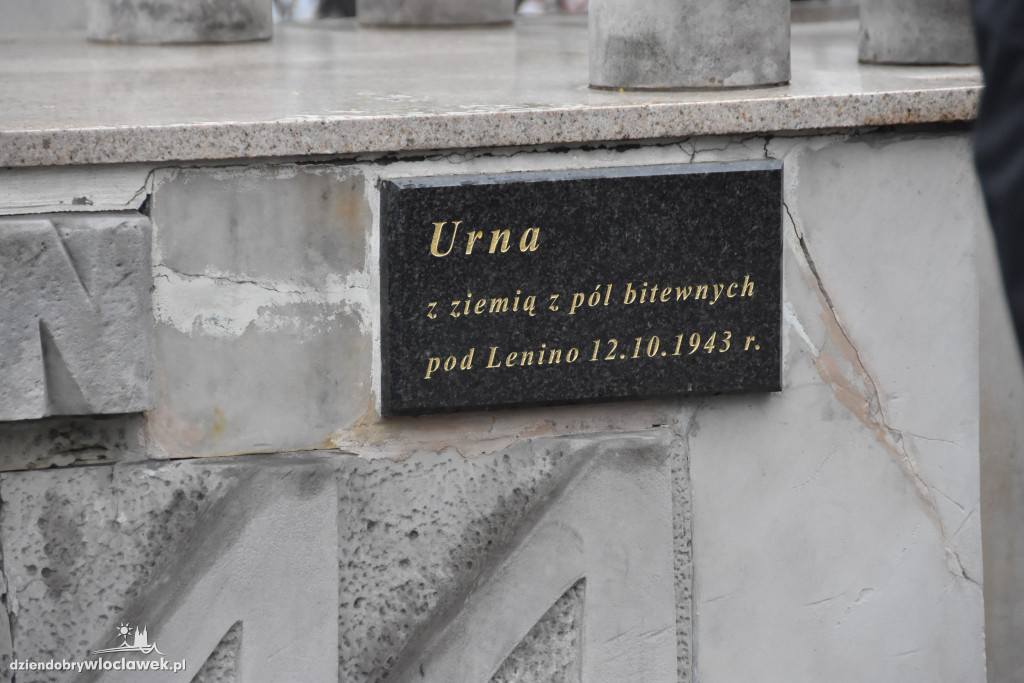 Urna
z ziemią z pól bitewnych
pod Lenino 12.10.1943 r.
dziendobrywloclawek.pl